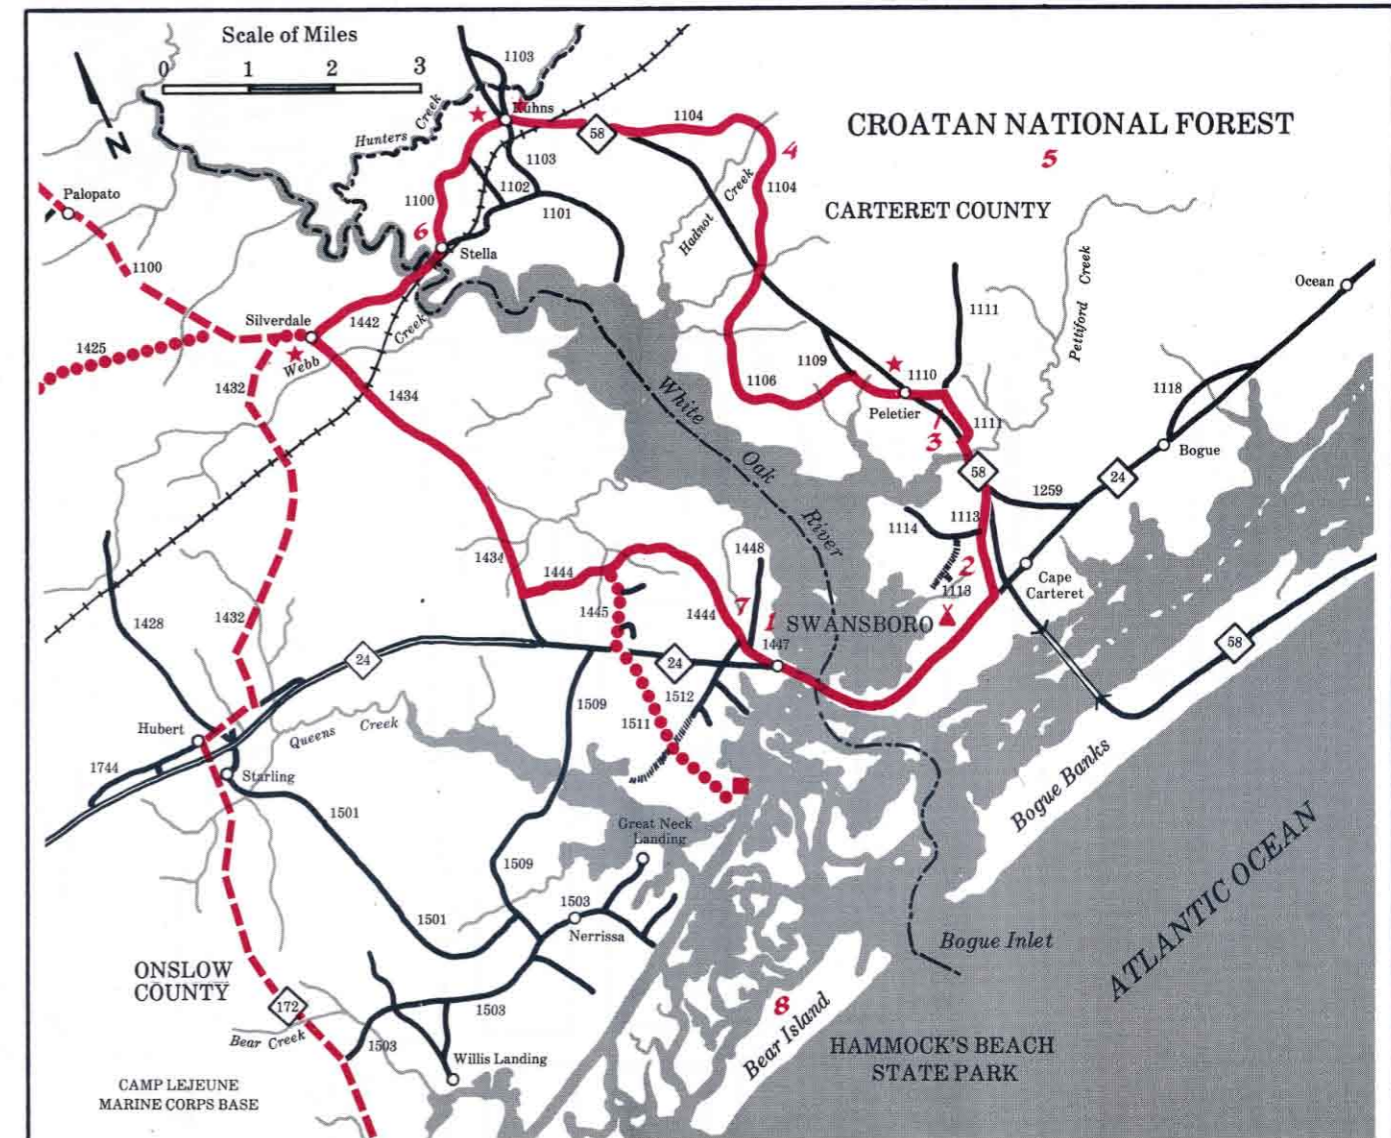 Scale of Miles
0 1 2 3
N
1103
Kuhns
Hunters Creek
58
1104
CROATAN NATIONAL FOREST
5
4
1103
1102
1100
1101
1104
Hadnot Creek
CARTERET COUNTY
Palopato
6
Stella
1100
Pettiford Creek
Ocean
Silverdale
1442
Creek
Webb
1425
1432
1434
1111
1109
1110
1106
Peletier
1118
White
Oak
River
3
1111
Bogue
58
24
1259
1114
1113
1434
1444
1448
2
1113
Cape
Carteret
1445
1444
7
1
SWANSBORO
1447
1428
1432
24
24
58
1509
1512
1511
Hubert
Queens Creek
1744
Starling
1501
Great Neck
Landing
Bogue Banks
ATLANTIC OCEAN
1509
1501
1503
Nerrissa
Bogue Inlet
ONSLOW
COUNTY
172
1503
8
Bear Island
Bear Creek
1503
Willis Landing
HAMMOCK'S BEACH
STATE PARK
CAMP LEJEUNE
MARINE CORPS BASE